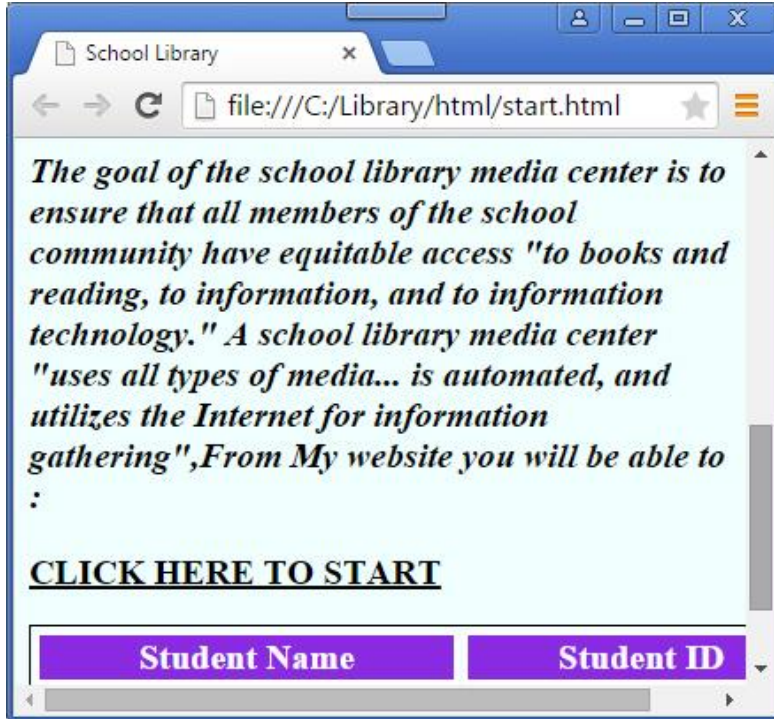 School Library
file:///C:/Library/html/start.html
The goal of the school library media center is to
ensure that all members of the school
community have equitable access "to books and
reading, to information, and to information
technology." A school library media center
"uses all types of media... is automated, and
utilizes the Internet for information
gathering",From My website you will be able to
:
CLICK HERE TO START
Student Name Student ID